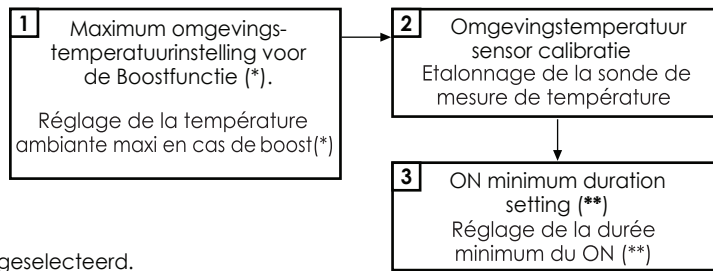 1
Maximum omgevings-
temperatuurinstelling voor
de Boostfunctie (*).
Réglage de la température
ambiante maxi en cas de boost(*)
2
Omgevingstemperatuur
sensor calibratie
Etalonnage de la sonde de
mesure de température
3
ON minimum duration
setting (**)
Réglage de la durée
minimum du ON (**)
geselecteerd.